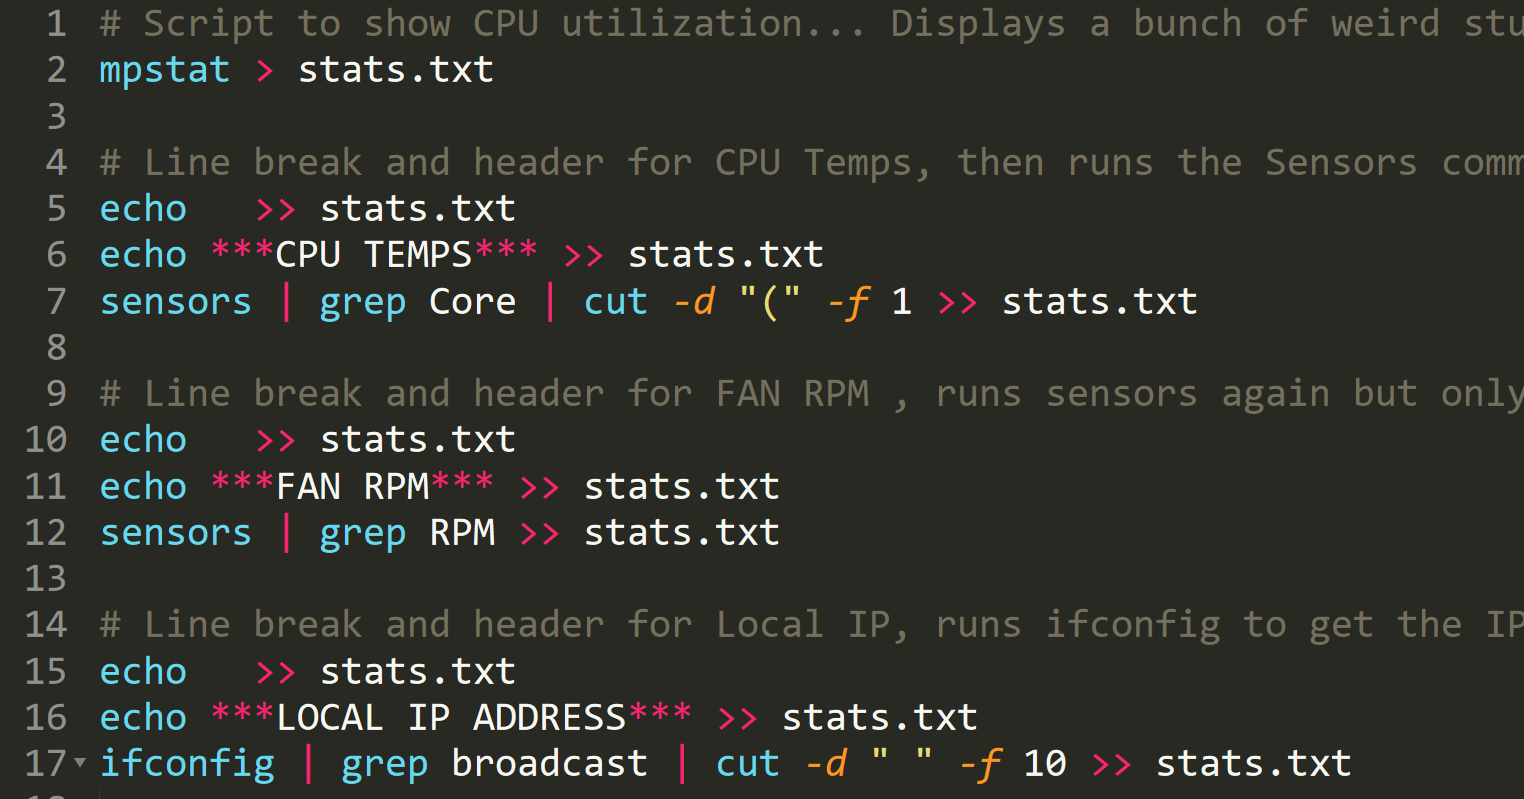 1 # Script to show CPU utilization... Displays a bunch of weird
2 mpstat > stats.txt
3
4 # Line break and header for CPU Temps, then runs the Sensors
5 echo   >> stats.txt
6 echo ***CPU TEMPS*** >> stats.txt
7 sensors | grep Core | cut -d "(" -f 1 >> stats.txt
8
9 # Line break and header for FAN RPM , runs sensors again but only
10 echo   >> stats.txt
11 echo ***FAN RPM*** >> stats.txt
12 sensors | grep RPM >> stats.txt
13
14 # Line break and header for Local IP, runs ifconfig to get the IP
15 echo   >> stats.txt
16 echo ***LOCAL IP ADDRESS*** >> stats.txt
17 ifconfig | grep broadcast | cut -d " " -f 10 >> stats.txt